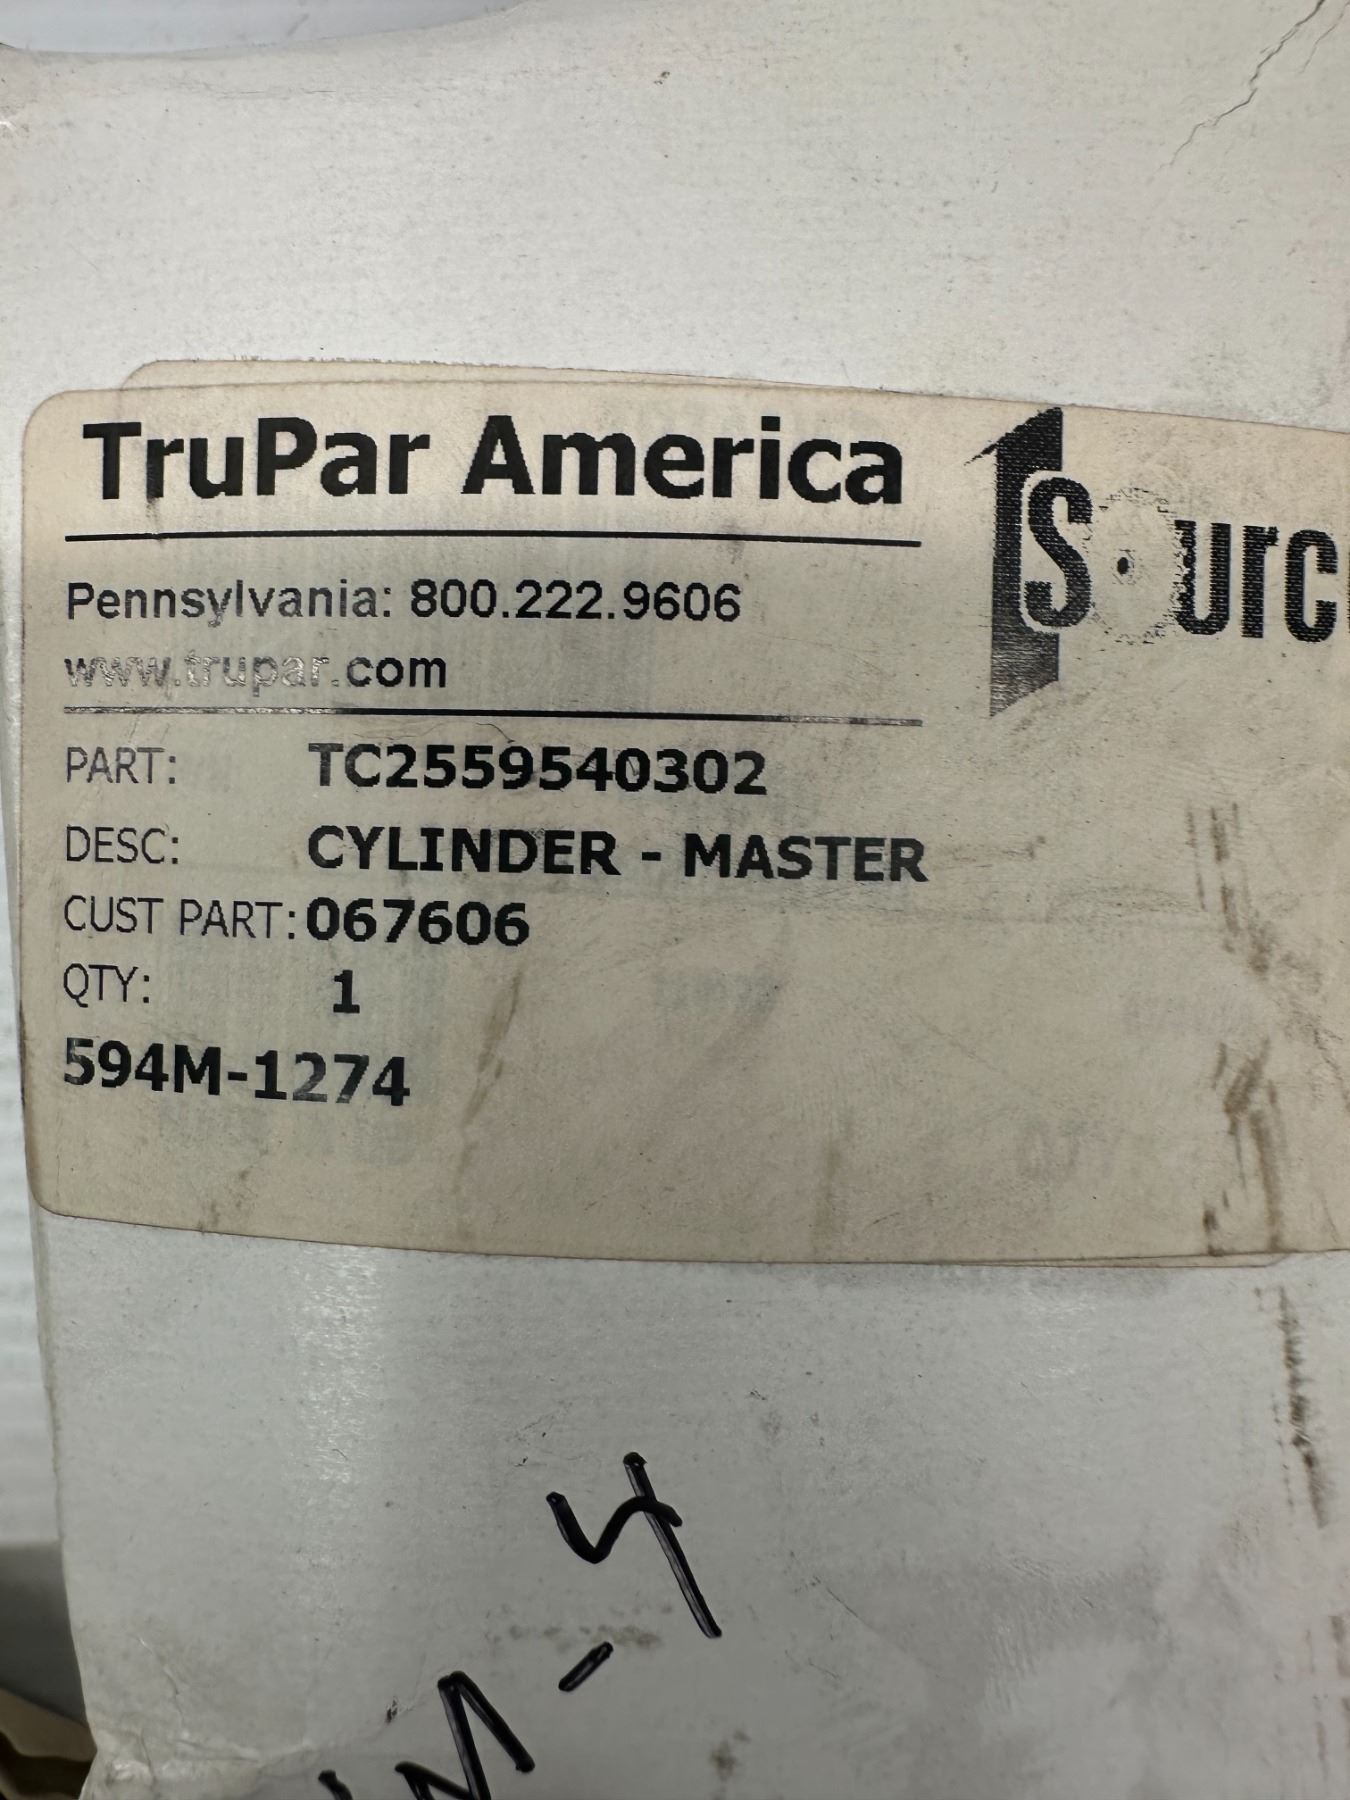 TruPar America
Pennsylvania: 800.222.9606
www.trupar.com
PART: TC2559540302
DESC: CYLINDER - MASTER
CUST PART: 067606
QTY: 1
594M-1274
M-4